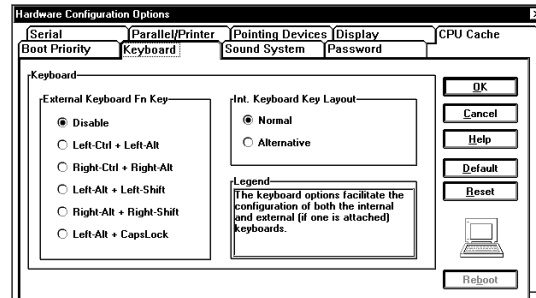 Hardware Configuration Options
Serial
Parallel/Printer
Pointing Devices
Display
CPU Cache
Boot Priority
Keyboard
Sound System
Password
Keyboard
External Keyboard Fn Key
Disable
Left-Ctrl + Left-Alt
Right-Ctrl + Right-Alt
Left-Alt + Left-Shift
Right-Alt + Right-Shift
Left-Alt + CapsLock
Int. Keyboard Key Layout
Normal
Alternative
Legend
The keyboard options facilitate the
configuration of both the internal
and external (if one is attached)
keyboards.
OK
Cancel
Help
Default
Reset
Reboot